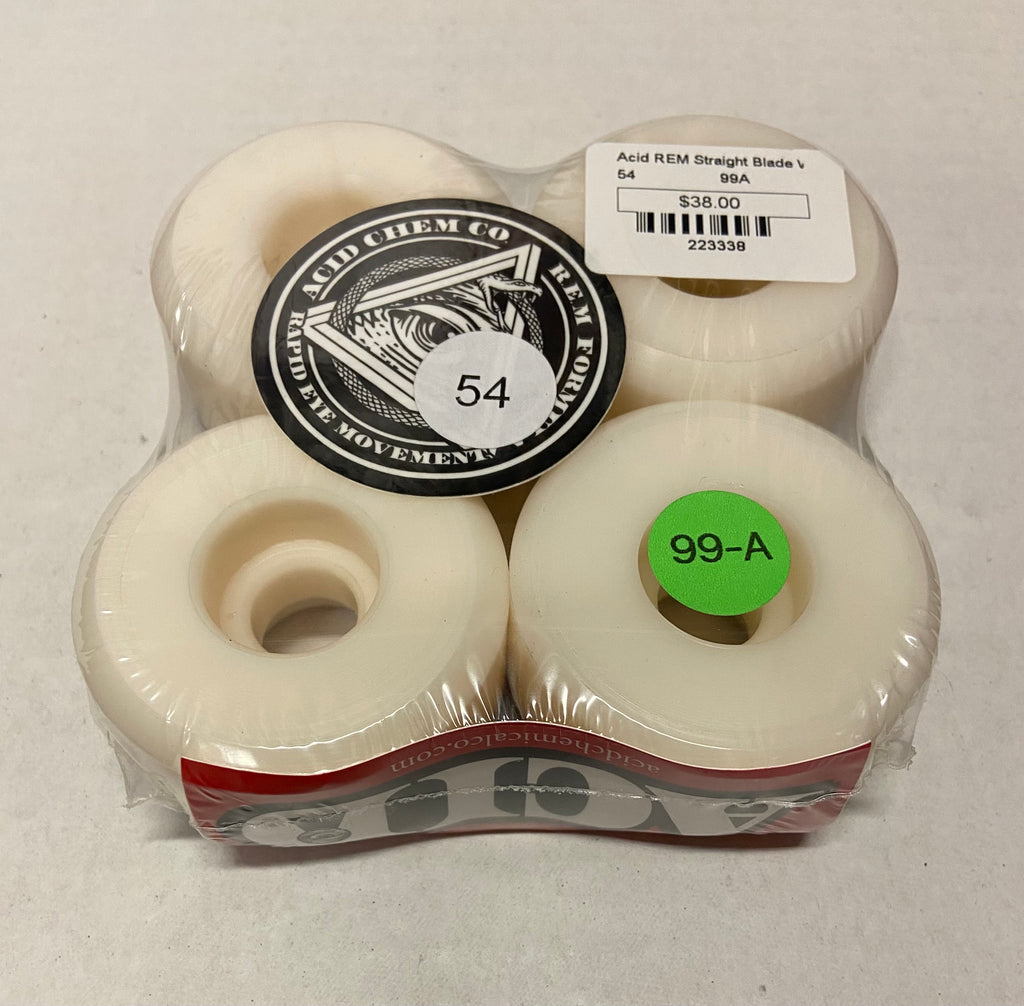 Acid REM Straight Blade
54 99A
$38.00
223338
ACID CHEM CO.
REM
RAPID EYE MOVEMENT
54
99-A
acidchemicalco.com